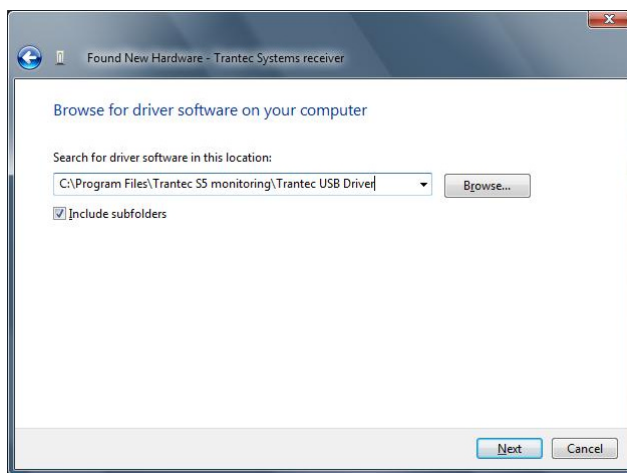 Found New Hardware - Trantec Systems receiver
Browse for driver software on your computer
Search for driver software in this location:
C:\Program Files\Trantec S5 monitoring\Trantec USB Driver
Browse...
Include subfolders
Next
Cancel